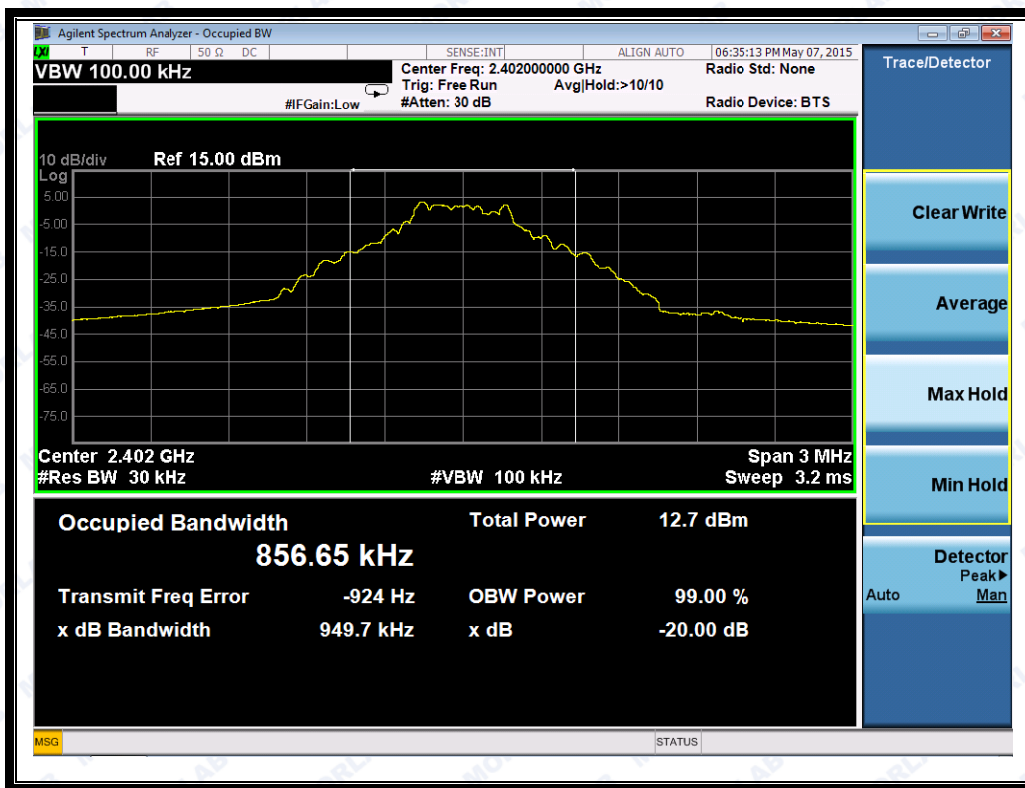 Agilent Spectrum Analyzer - Occupied BW
LXI T RF 50 Ω DC SENSE:INT ALIGN AUTO 06:35:13 PM May 07, 2015
VBW 100.00 kHz Center Freq: 2.402000000 GHz Radio Std: None
Trig: Free Run Avg|Hold:>10/10
#IFGain:Low #Atten: 30 dB Radio Device: BTS
10 dB/div Ref 15.00 dBm
Log
5.00
-5.00
-15.0
-25.0
-35.0
-45.0
-55.0
-65.0
-75.0
Center 2.402 GHz Span 3 MHz
#Res BW 30 kHz #VBW 100 kHz Sweep 3.2 ms
Occupied Bandwidth Total Power 12.7 dBm
856.65 kHz
Transmit Freq Error -924 Hz OBW Power 99.00 %
x dB Bandwidth 949.7 kHz x dB -20.00 dB
MSG STATUS
Trace/Detector
Clear Write
Average
Max Hold
Min Hold
Detector
Peak▶
Auto Man